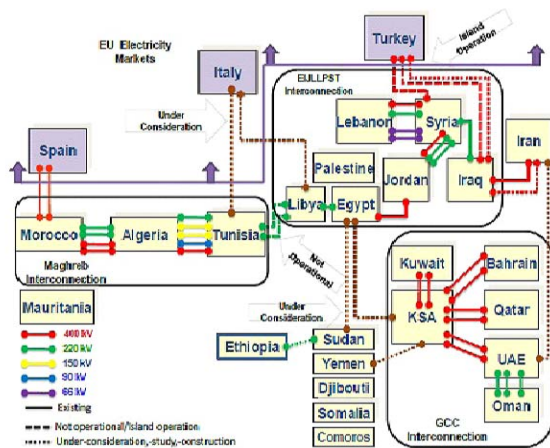 EU Electricity
Markets
Turkey
Island
Operation
Italy
EIJLLPST
Interconnection
Under
Consideration
Lebanon
Syria
Iran
Spain
Palestine
Jordan
Iraq
Libya
Egypt
Morocco
Algeria
Tunisia
Maghreb
Interconnection
Not
Operational
Kuwait
Bahrain
Mauritania
Under
Consideration
KSA
Qatar
400 kV
220 kV
150 kV
90 kV
66 kV
Ethiopia
Sudan
Yemen
UAE
Djibouti
Oman
Existing
Somalia
GCC
Interconnection
Not operational/Island operation
Comoros
Under-consideration,-study,-construction